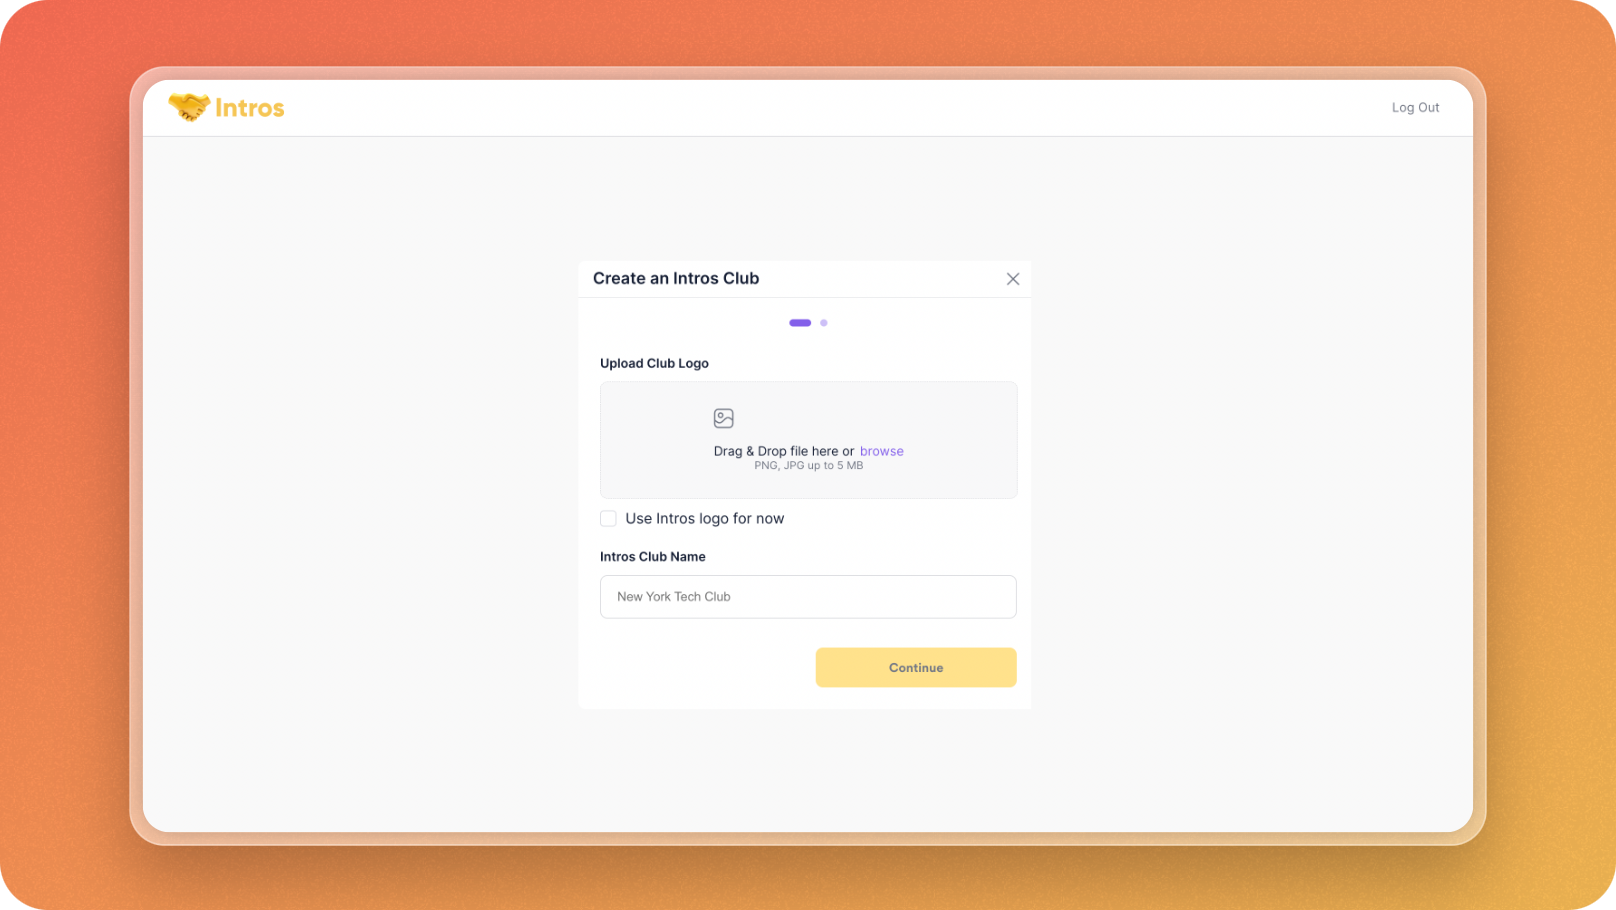 Intros
Log Out
Create an Intros Club
Upload Club Logo
Drag & Drop file here or browse
PNG, JPG up to 5 MB
Use Intros logo for now
Intros Club Name
New York Tech Club
Continue